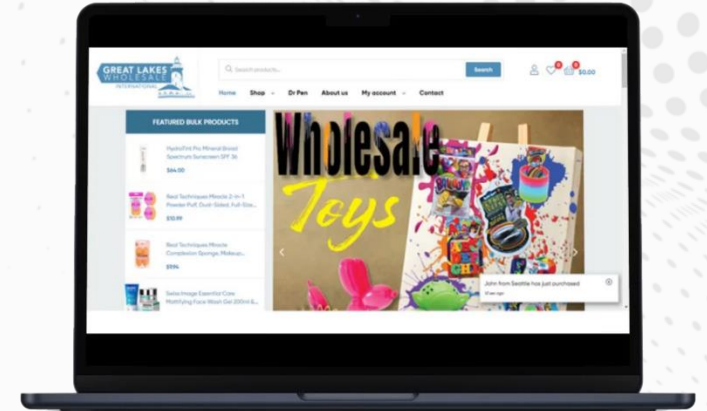 GREAT LAKES
WHOLESALE
INTERNATIONAL
Search products...
Search
0
0
$0.00
Home Shop Dr Pen About us My account Contact
FEATURED BULK PRODUCTS
HydroTint Pro Mineral Broad
Spectrum Sunscreen SPF 36
$64.00
Real Techniques Miracle 2-in-1
Powder Puff, Dual-Sided, Full-Size...
$10.99
Real Techniques Miracle
Complexion Sponge, Makeup...
$9.94
Swiss Image Essential Care
Mattifying Face Wash Gel 200ml &...
Wholesale
Toys
John from Seattle has just purchased